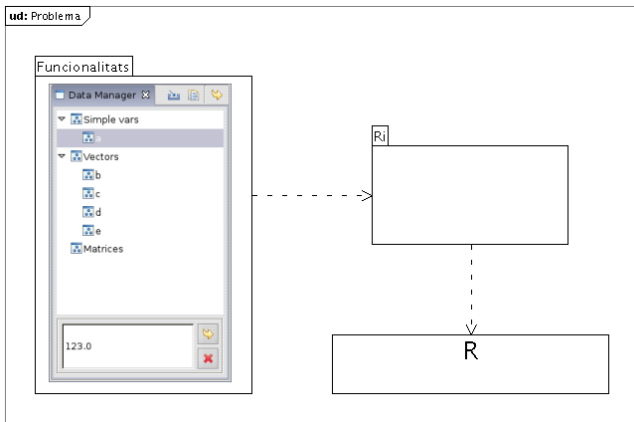 ud: Problema
Funcionalitats
Data Manager
Simple vars
a
Vectors
b
c
d
e
Matrices
123.0
Ri
R